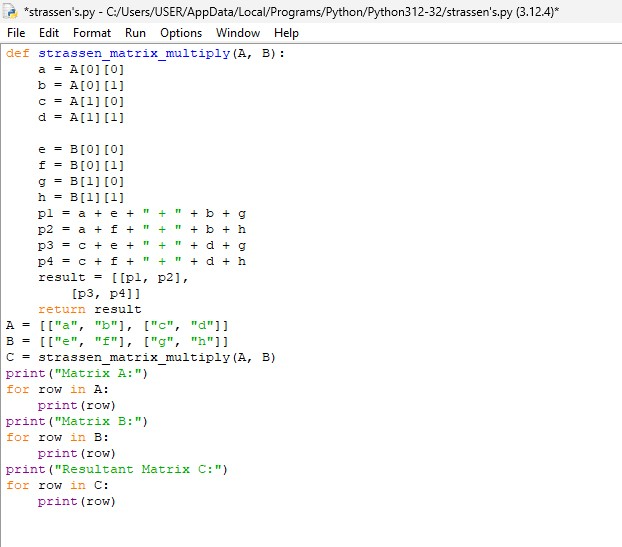 *strassen's.py - C:/Users/USER/AppData/Local/Programs/Python/Python312-32/strassen's.py (3.12.4)*
File Edit Format Run Options Window Help
def strassen_matrix_multiply(A, B):
    a = A[0][0]
    b = A[0][1]
    c = A[1][0]
    d = A[1][1]

    e = B[0][0]
    f = B[0][1]
    g = B[1][0]
    h = B[1][1]
    p1 = a + e + " + " + b + g
    p2 = a + f + " + " + b + h
    p3 = c + e + " + " + d + g
    p4 = c + f + " + " + d + h
    result = [[p1, p2],
        [p3, p4]]
    return result
A = [["a", "b"], ["c", "d"]]
B = [["e", "f"], ["g", "h"]]
C = strassen_matrix_multiply(A, B)
print("Matrix A:")
for row in A:
    print(row)
print("Matrix B:")
for row in B:
    print(row)
print("Resultant Matrix C:")
for row in C:
    print(row)